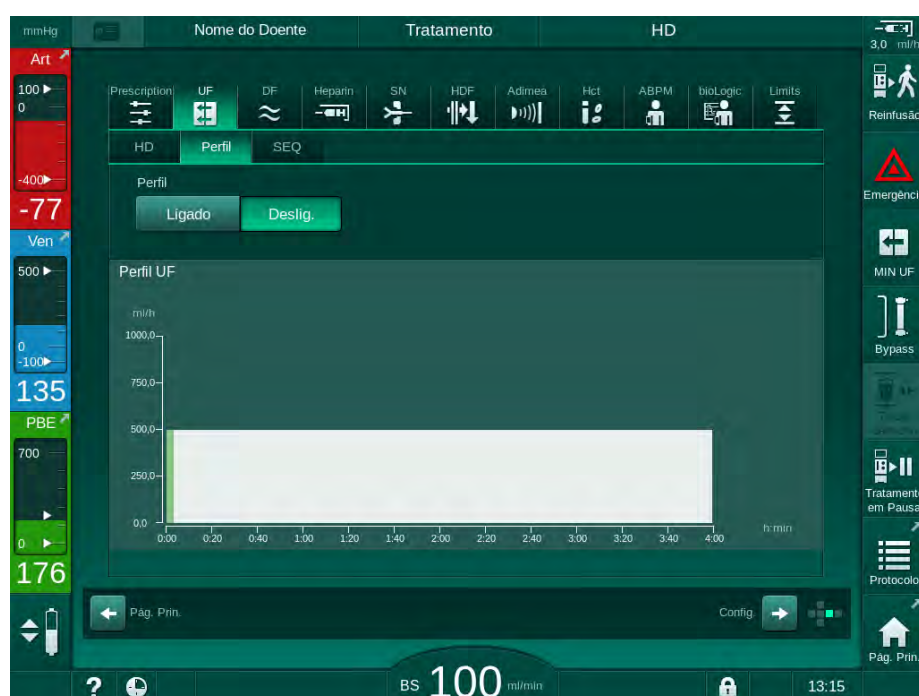 mmHg
Nome do Doente
Tratamento
HD
3,0 ml/h
Art
100
0
-400
-77
Ven
500
0
-100
135
PBE
700
0
176
Prescription
UF
DF
Heparin
SN
HDF
Adimea
Hct
ABPM
bioLogic
Limits
HD
Perfil
SEQ
Perfil
Ligado
Deslig.
Perfil UF
ml/h
1000,0
750,0
500,0
250,0
0,0
0:00 0:20 0:40 1:00 1:20 1:40 2:00 2:20 2:40 3:00 3:20 3:40 4:00
h:min
Pág. Prin.
Config.
Reinfusão
Emergênci
MIN UF
Bypass
Tratament
em Pausa
Protocolo
Pág. Prin.
?
BS 100 ml/min
13:15